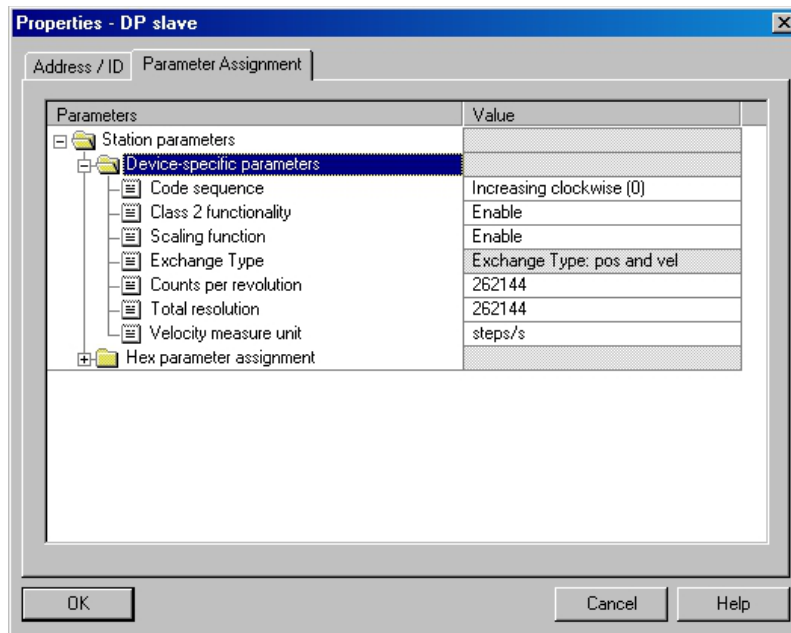 Properties - DP slave
Address / ID Parameter Assignment
Parameters Value
Station parameters
Device-specific parameters
Code sequence Increasing clockwise (0)
Class 2 functionality Enable
Scaling function Enable
Exchange Type Exchange Type: pos and vel
Counts per revolution 262144
Total resolution 262144
Velocity measure unit steps/s
Hex parameter assignment
OK Cancel Help